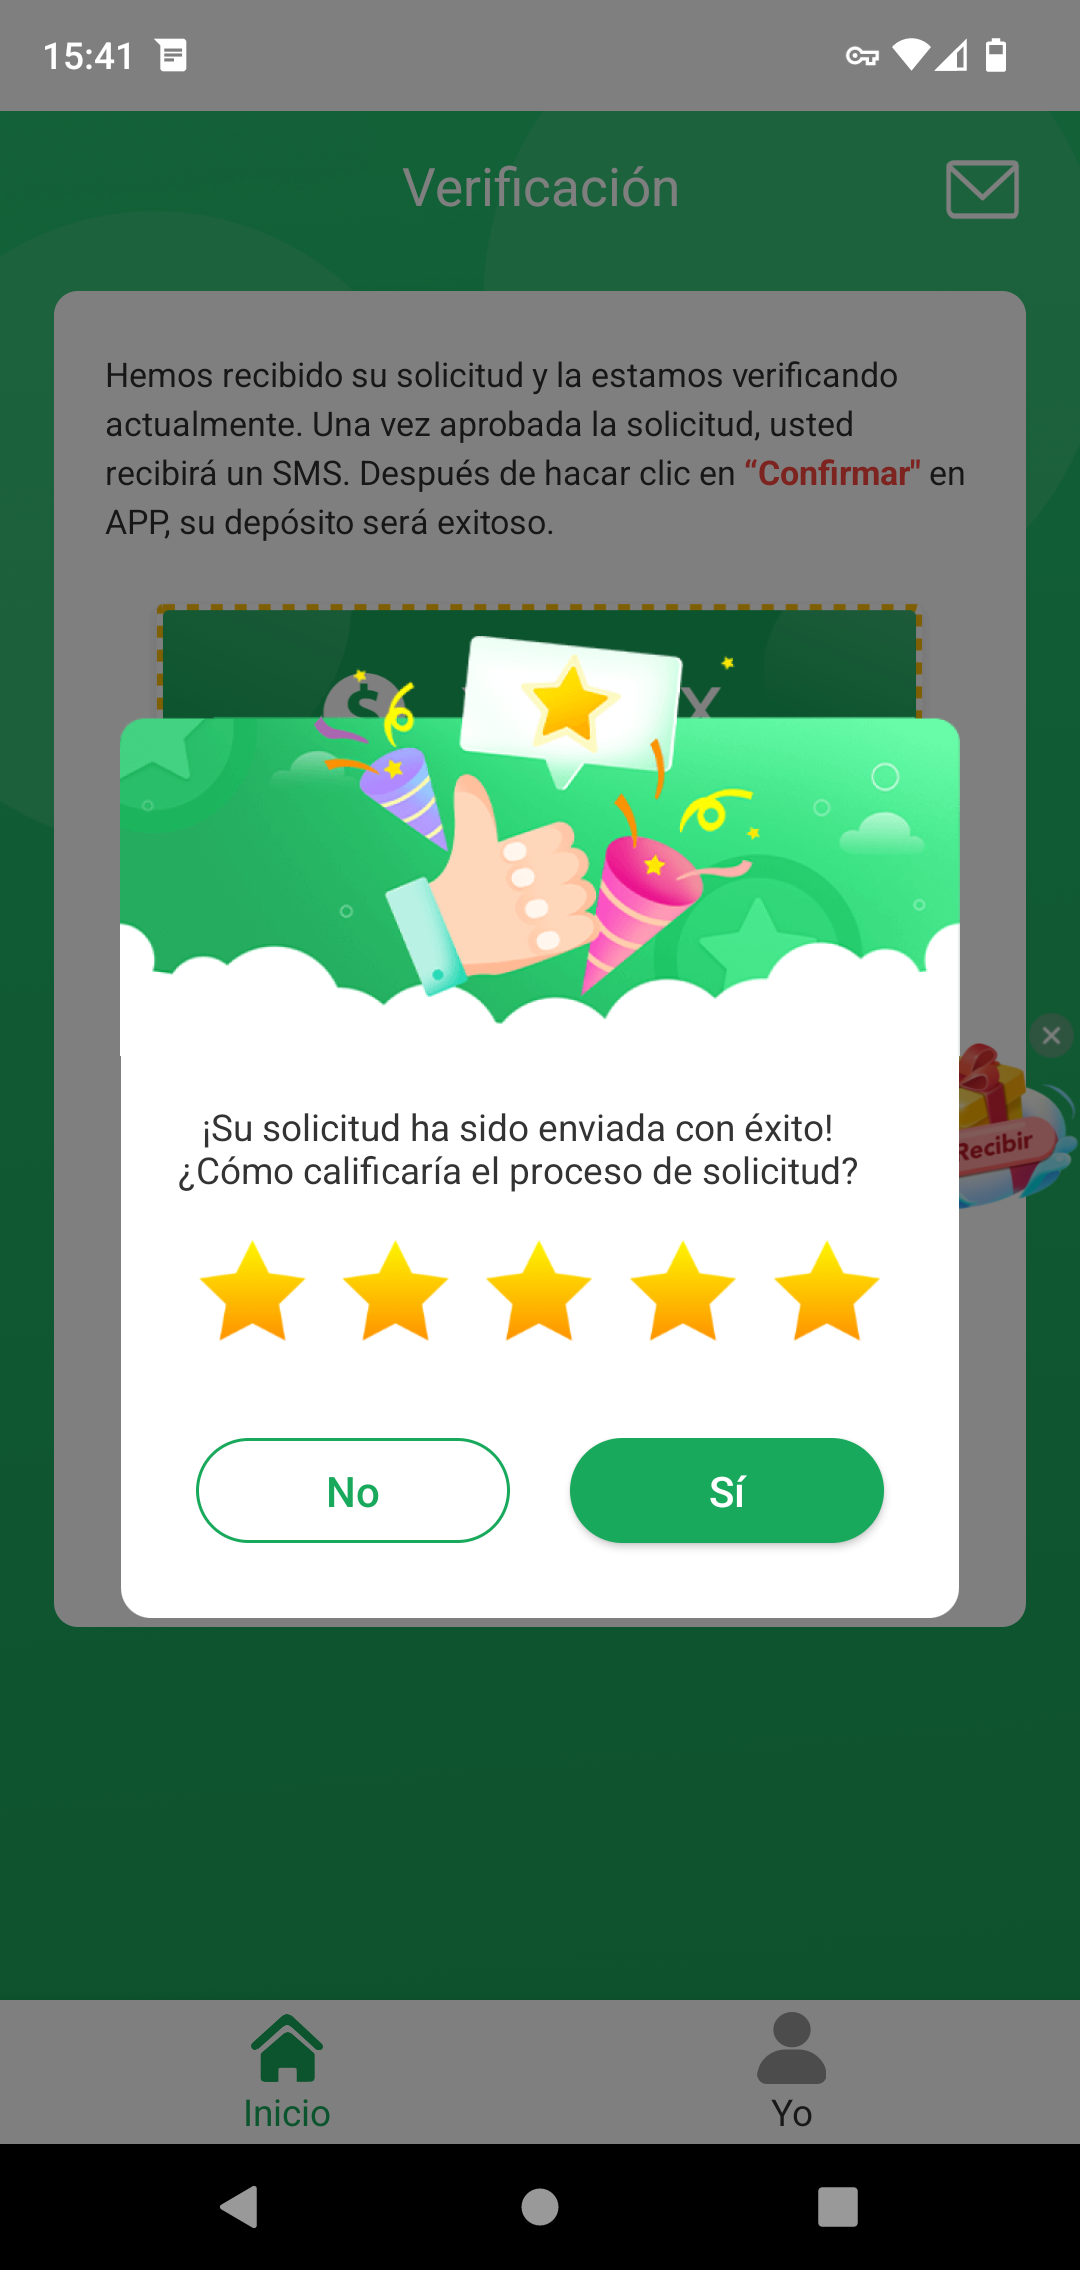 15:41
Verificación
Hemos recibido su solicitud y la estamos verificando
actualmente. Una vez aprobada la solicitud, usted
recibirá un SMS. Después de hacar clic en “Confirmar" en
APP, su depósito será exitoso.
¡Su solicitud ha sido enviada con éxito!
¿Cómo calificaría el proceso de solicitud?
Recibir
No
Sí
Inicio
Yo